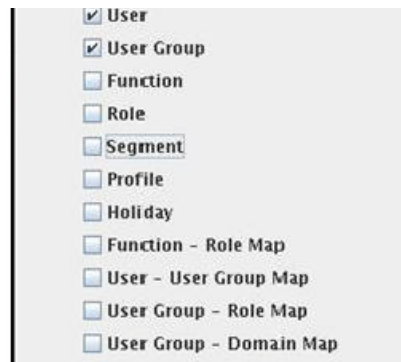 User
User Group
Function
Role
Segment
Profile
Holiday
Function - Role Map
User - User Group Map
User Group - Role Map
User Group - Domain Map